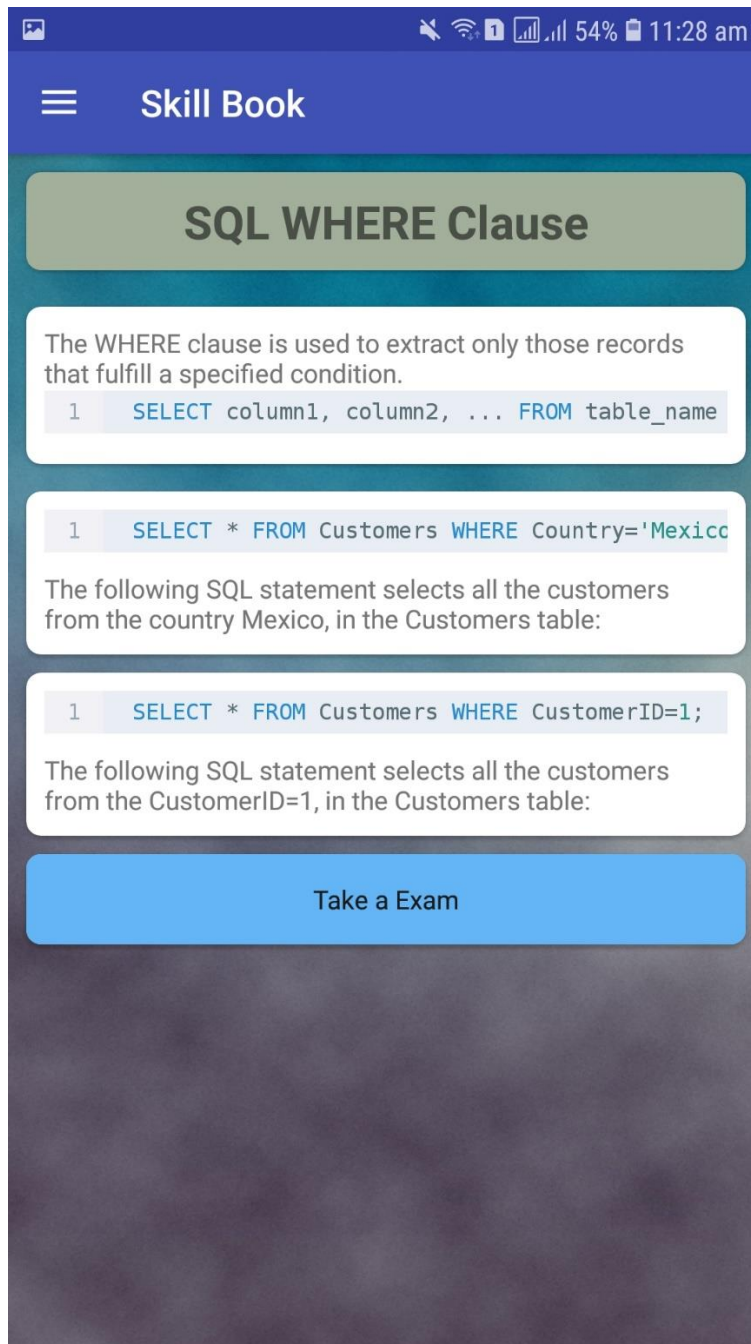 1 54% 11:28 am
Skill Book
SQL WHERE Clause
The WHERE clause is used to extract only those records
that fulfill a specified condition.
1 SELECT column1, column2, ... FROM table_name
1 SELECT * FROM Customers WHERE Country='Mexico
The following SQL statement selects all the customers
from the country Mexico, in the Customers table:
1 SELECT * FROM Customers WHERE CustomerID=1;
The following SQL statement selects all the customers
from the CustomerID=1, in the Customers table:
Take a Exam